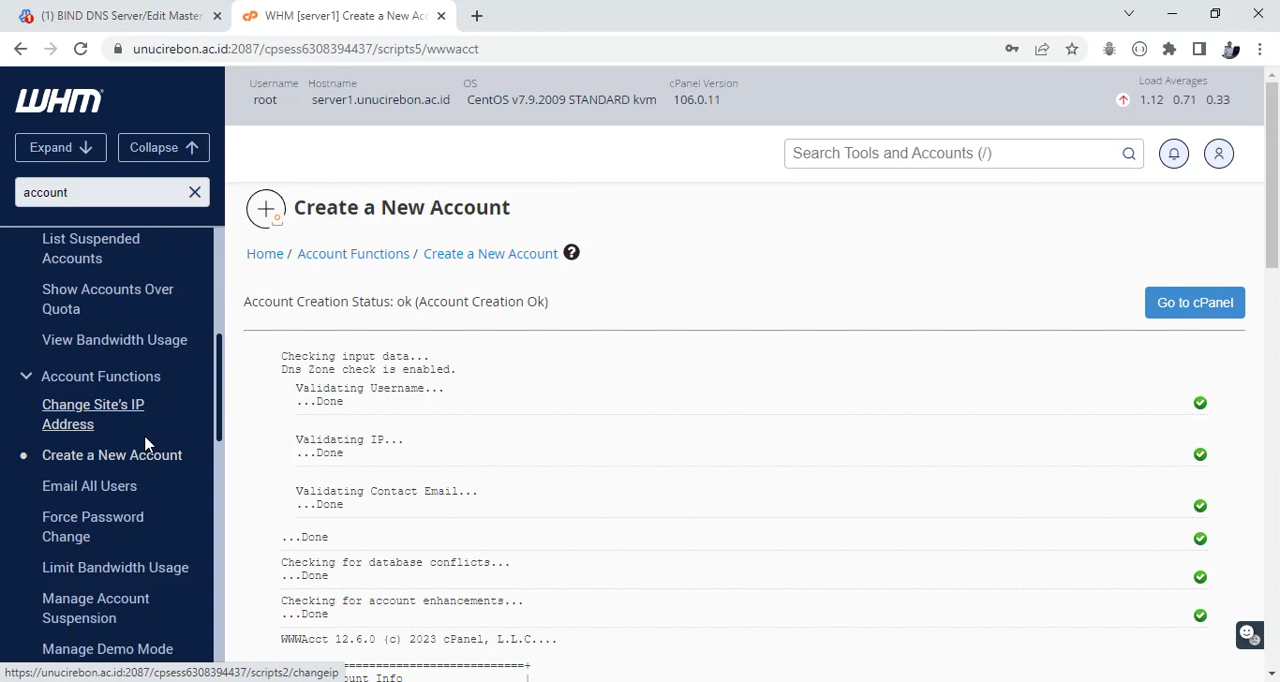 (1) BIND DNS Server/Edit Master
WHM [server1] Create a New Acc
unucirebon.ac.id:2087/cpsess6308394437/scripts5/wwwacct
WHM
Expand
Collapse
account
List Suspended
Accounts
Show Accounts Over
Quota
View Bandwidth Usage
Account Functions
Change Site's IP
Address
Create a New Account
Email All Users
Force Password
Change
Limit Bandwidth Usage
Manage Account
Suspension
Manage Demo Mode
Username
root
Hostname
server1.unucirebon.ac.id
OS
CentOS v7.9.2009 STANDARD kvm
cPanel Version
106.0.11
Load Averages
1.12 0.71 0.33
Search Tools and Accounts (/)
Create a New Account
Home / Account Functions / Create a New Account
Account Creation Status: ok (Account Creation Ok)
Go to cPanel
Checking input data...
Dns Zone check is enabled.
Validating Username...
...Done
Validating IP...
...Done
Validating Contact Email...
...Done
...Done
Checking for database conflicts...
...Done
Checking for account enhancements...
...Done
WWWAcct 12.6.0 (c) 2023 cPanel, L.L.C....
=======================+
ount Info |
https://unucirebon.ac.id:2087/cpsess6308394437/scripts2/changeip